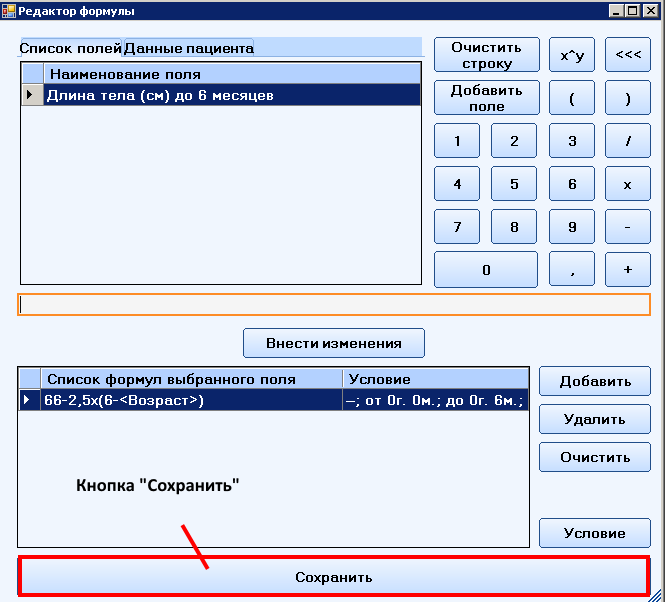 Редактор формулы
Список полей Данные пациента
Наименование поля
Длина тела (см) до 6 месяцев
Очистить
строку
x^y
<<<
Добавить
поле
(
)
1
2
3
/
4
5
6
x
7
8
9
-
0
,
+
Внести изменения
Список формул выбранного поля
Условие
66-2,5x(6-<Возраст>)
--; от 0г. 0м.; до 0г. 6м.;
Добавить
Удалить
Очистить
Кнопка "Сохранить"
Условие
Сохранить